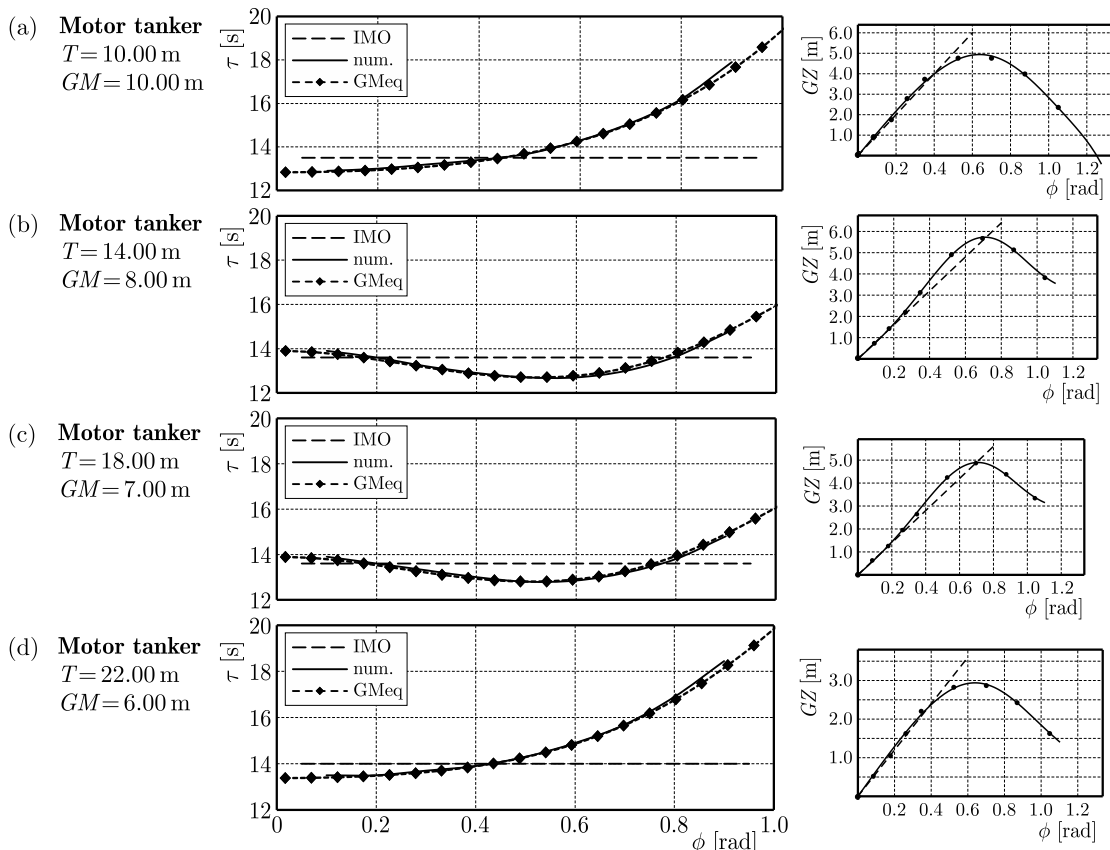 (a) Motor tanker
T = 10.00 m
GM = 10.00 m
τ [s]
20
18
16
14
12
IMO
num.
GMeq
GZ [m]
6.0
5.0
4.0
3.0
2.0
1.0
0.2 0.4 0.6 0.8 1.0 1.2
ϕ [rad]
(b) Motor tanker
T = 14.00 m
GM = 8.00 m
τ [s]
20
18
16
14
12
IMO
num.
GMeq
GZ [m]
6.0
5.0
4.0
3.0
2.0
1.0
0.2 0.4 0.6 0.8 1.0 1.2
ϕ [rad]
(c) Motor tanker
T = 18.00 m
GM = 7.00 m
τ [s]
20
18
16
14
12
IMO
num.
GMeq
GZ [m]
5.0
4.0
3.0
2.0
1.0
0.2 0.4 0.6 0.8 1.0 1.2
ϕ [rad]
(d) Motor tanker
T = 22.00 m
GM = 6.00 m
τ [s]
20
18
16
14
12
IMO
num.
GMeq
0 0.2 0.4 0.6 0.8 1.0
ϕ [rad]
GZ [m]
3.0
2.0
1.0
0.2 0.4 0.6 0.8 1.0 1.2
ϕ [rad]